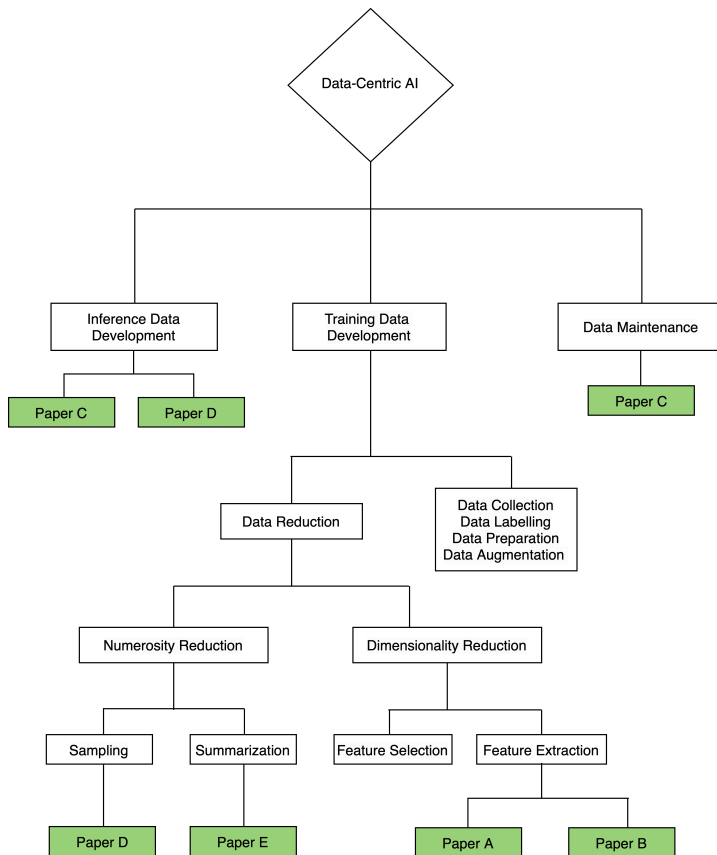 Data-Centric AI
Inference Data
Development
Training Data
Development
Data Maintenance
Paper C
Paper D
Paper C
Data Reduction
Data Collection
Data Labelling
Data Preparation
Data Augmentation
Numerosity Reduction
Dimensionality Reduction
Sampling
Summarization
Feature Selection
Feature Extraction
Paper D
Paper E
Paper A
Paper B